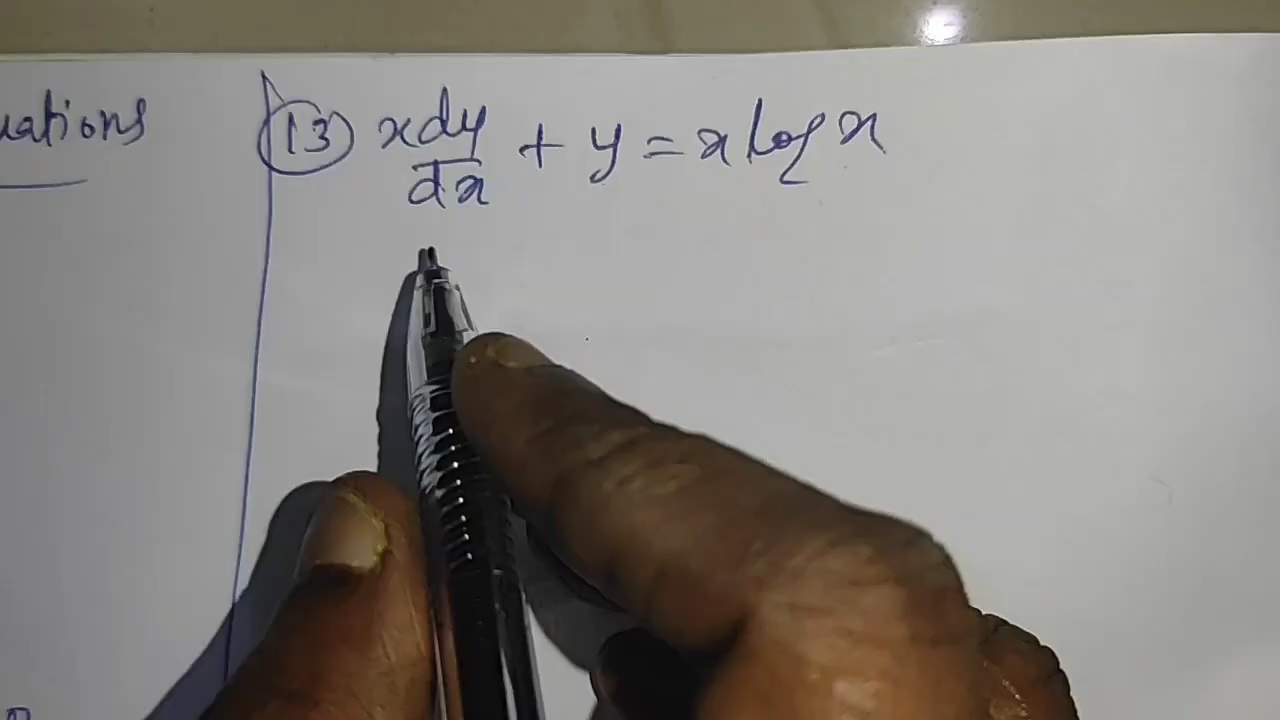 uations
(13) x dy/dx + y = x log x